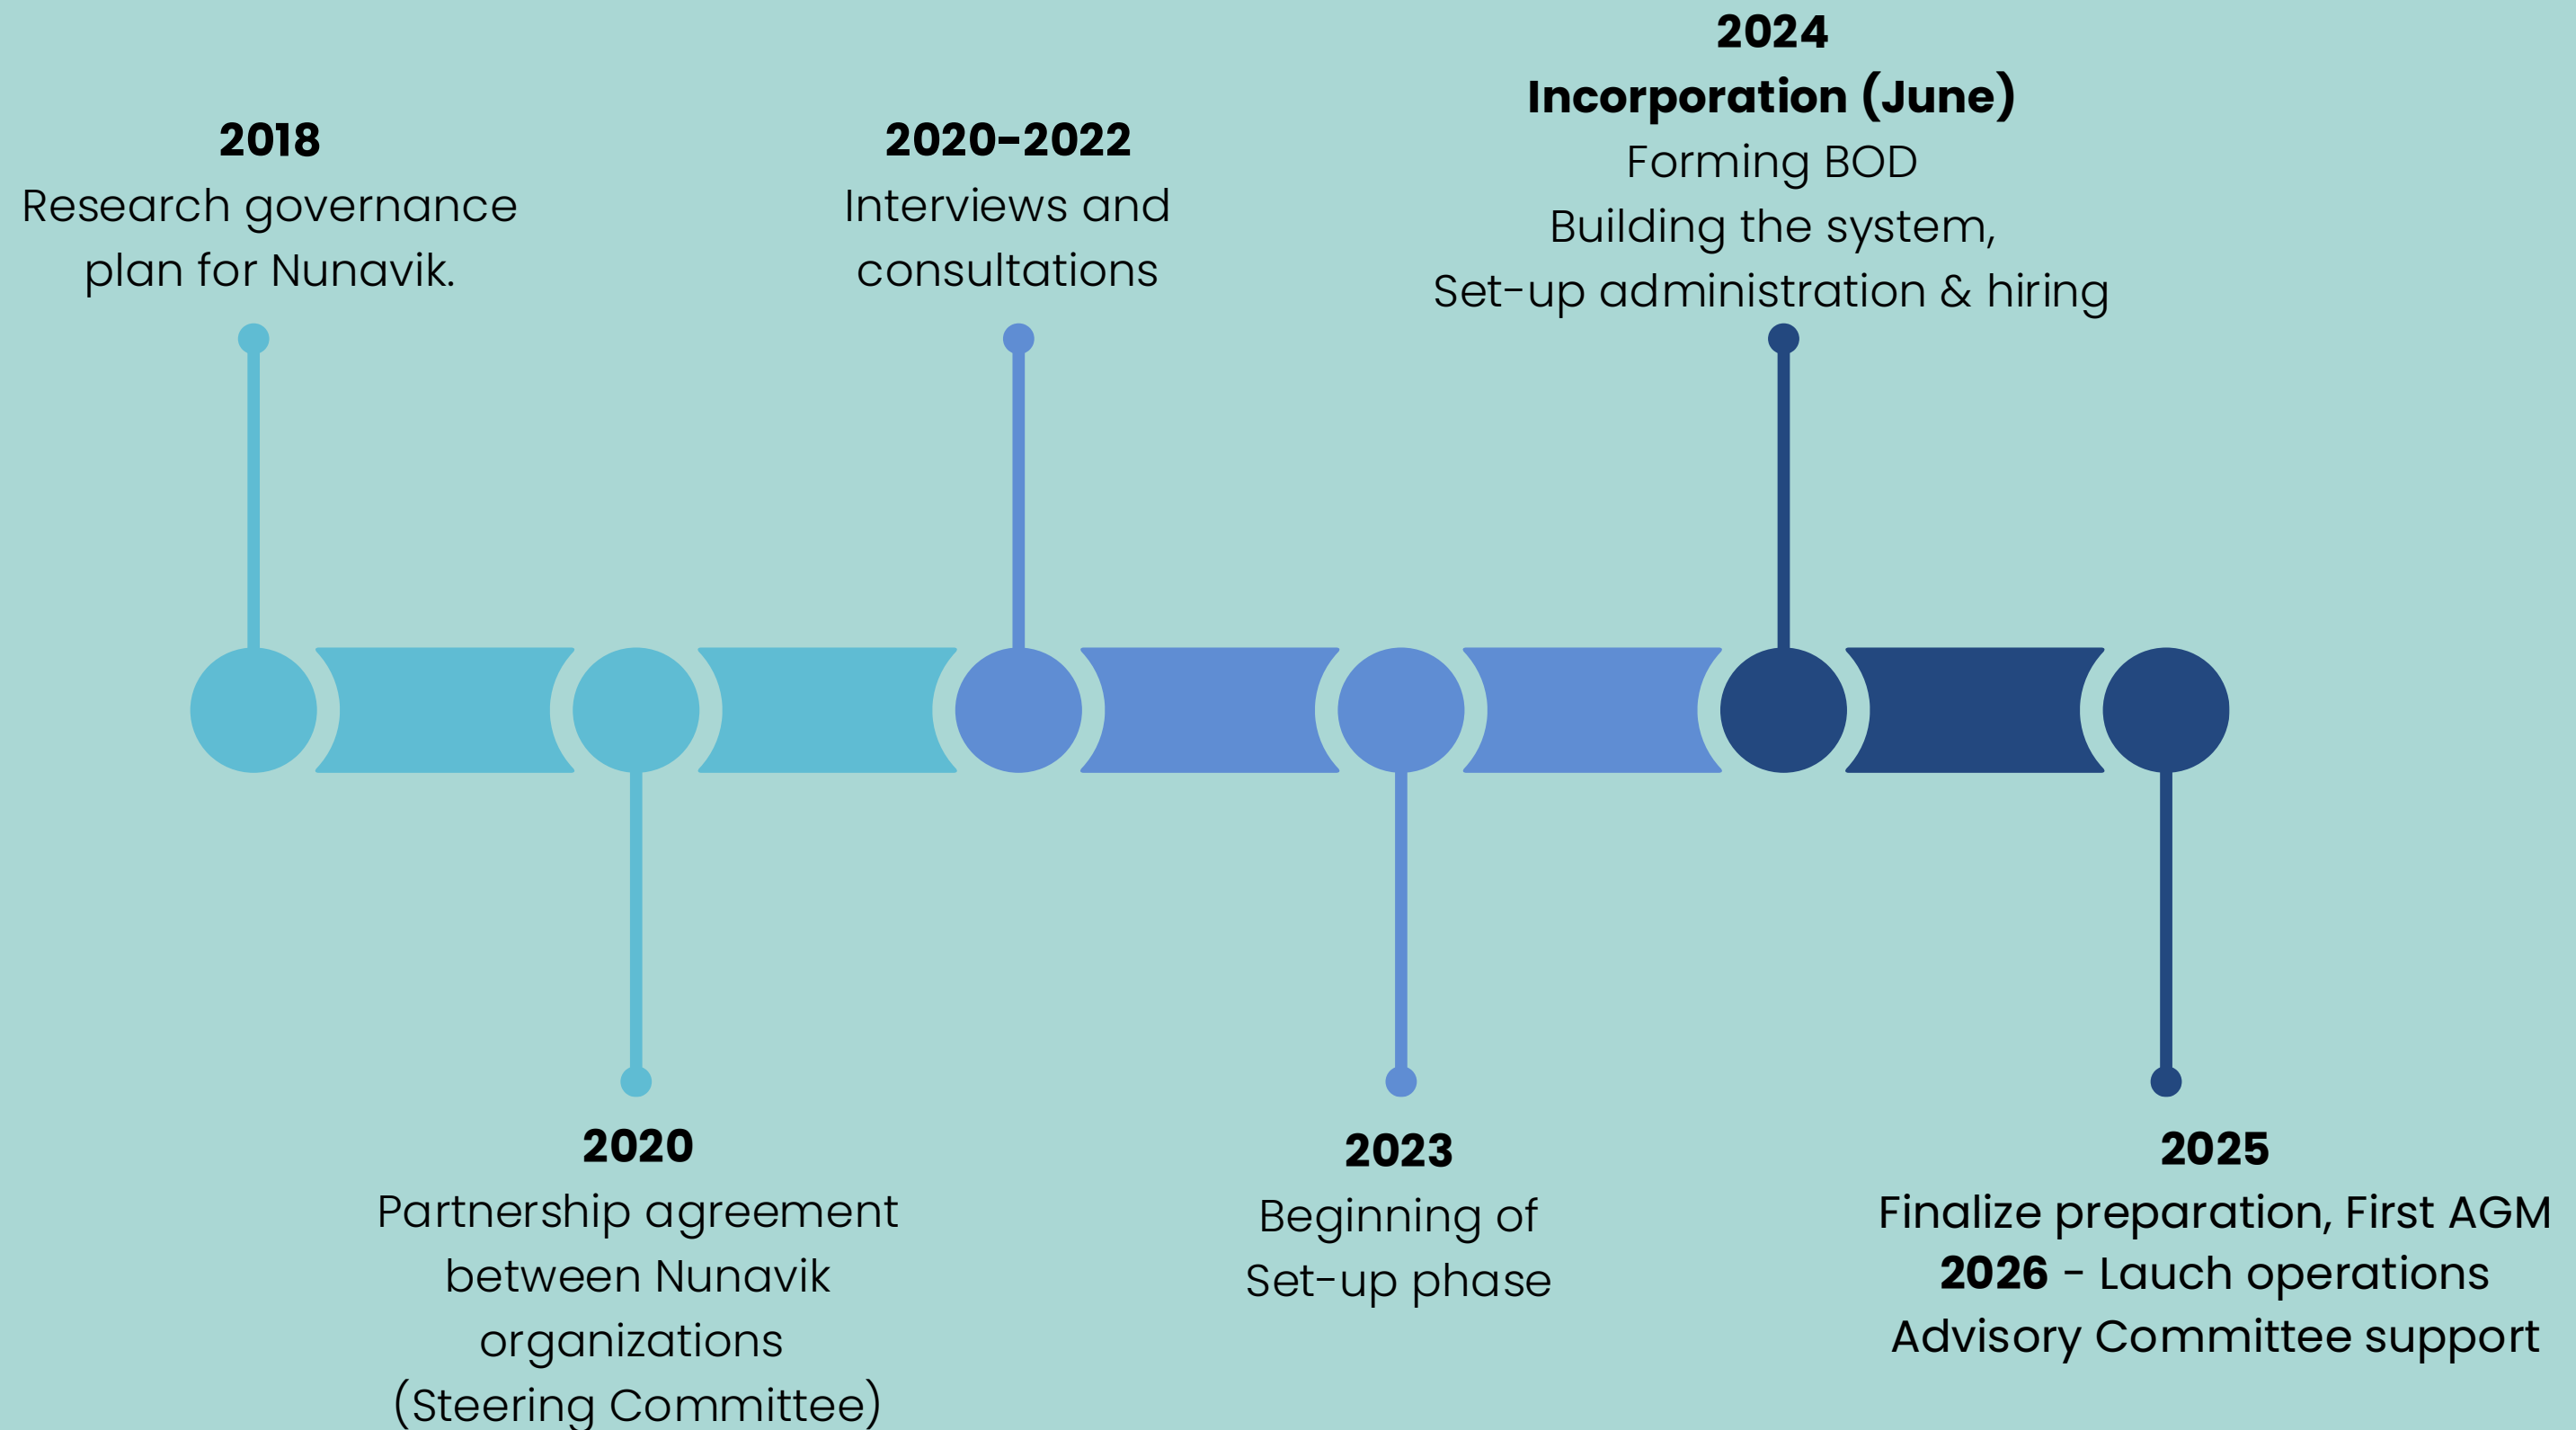 2018
Research governance
plan for Nunavik.
2020
Partnership agreement
between Nunavik
organizations
(Steering Committee)
2020-2022
Interviews and
consultations
2023
Beginning of
Set-up phase
2024
Incorporation (June)
Forming BOD
Building the system,
Set-up administration & hiring
2025
Finalize preparation, First AGM
2026 - Lauch operations
Advisory Committee support